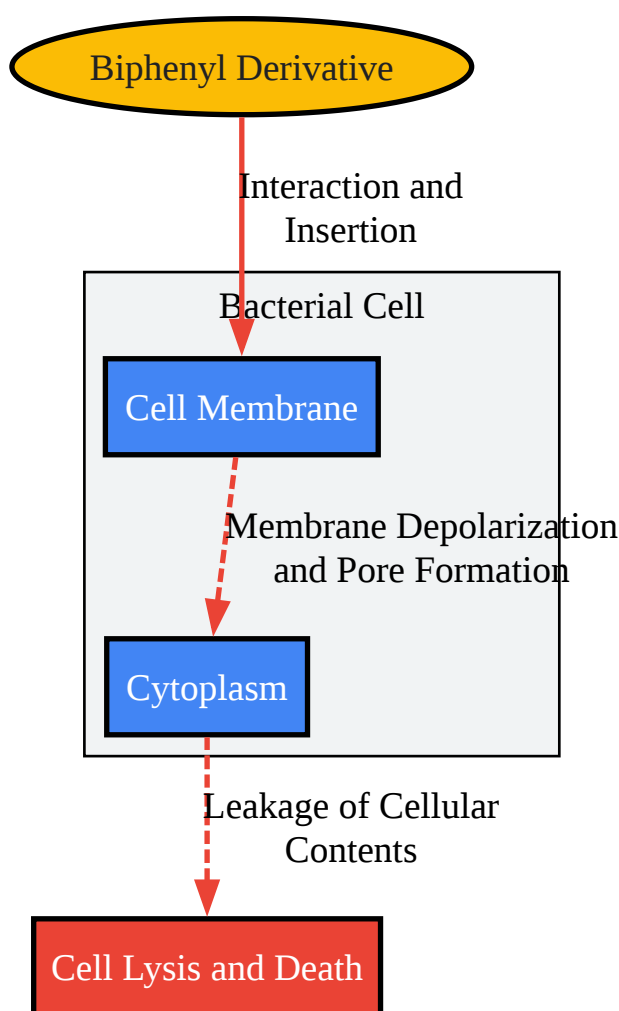 Biphenyl Derivative
Interaction and
Insertion
Bacterial Cell
Cell Membrane
Membrane Depolarization
and Pore Formation
Cytoplasm
Leakage of Cellular
Contents
Cell Lysis and Death